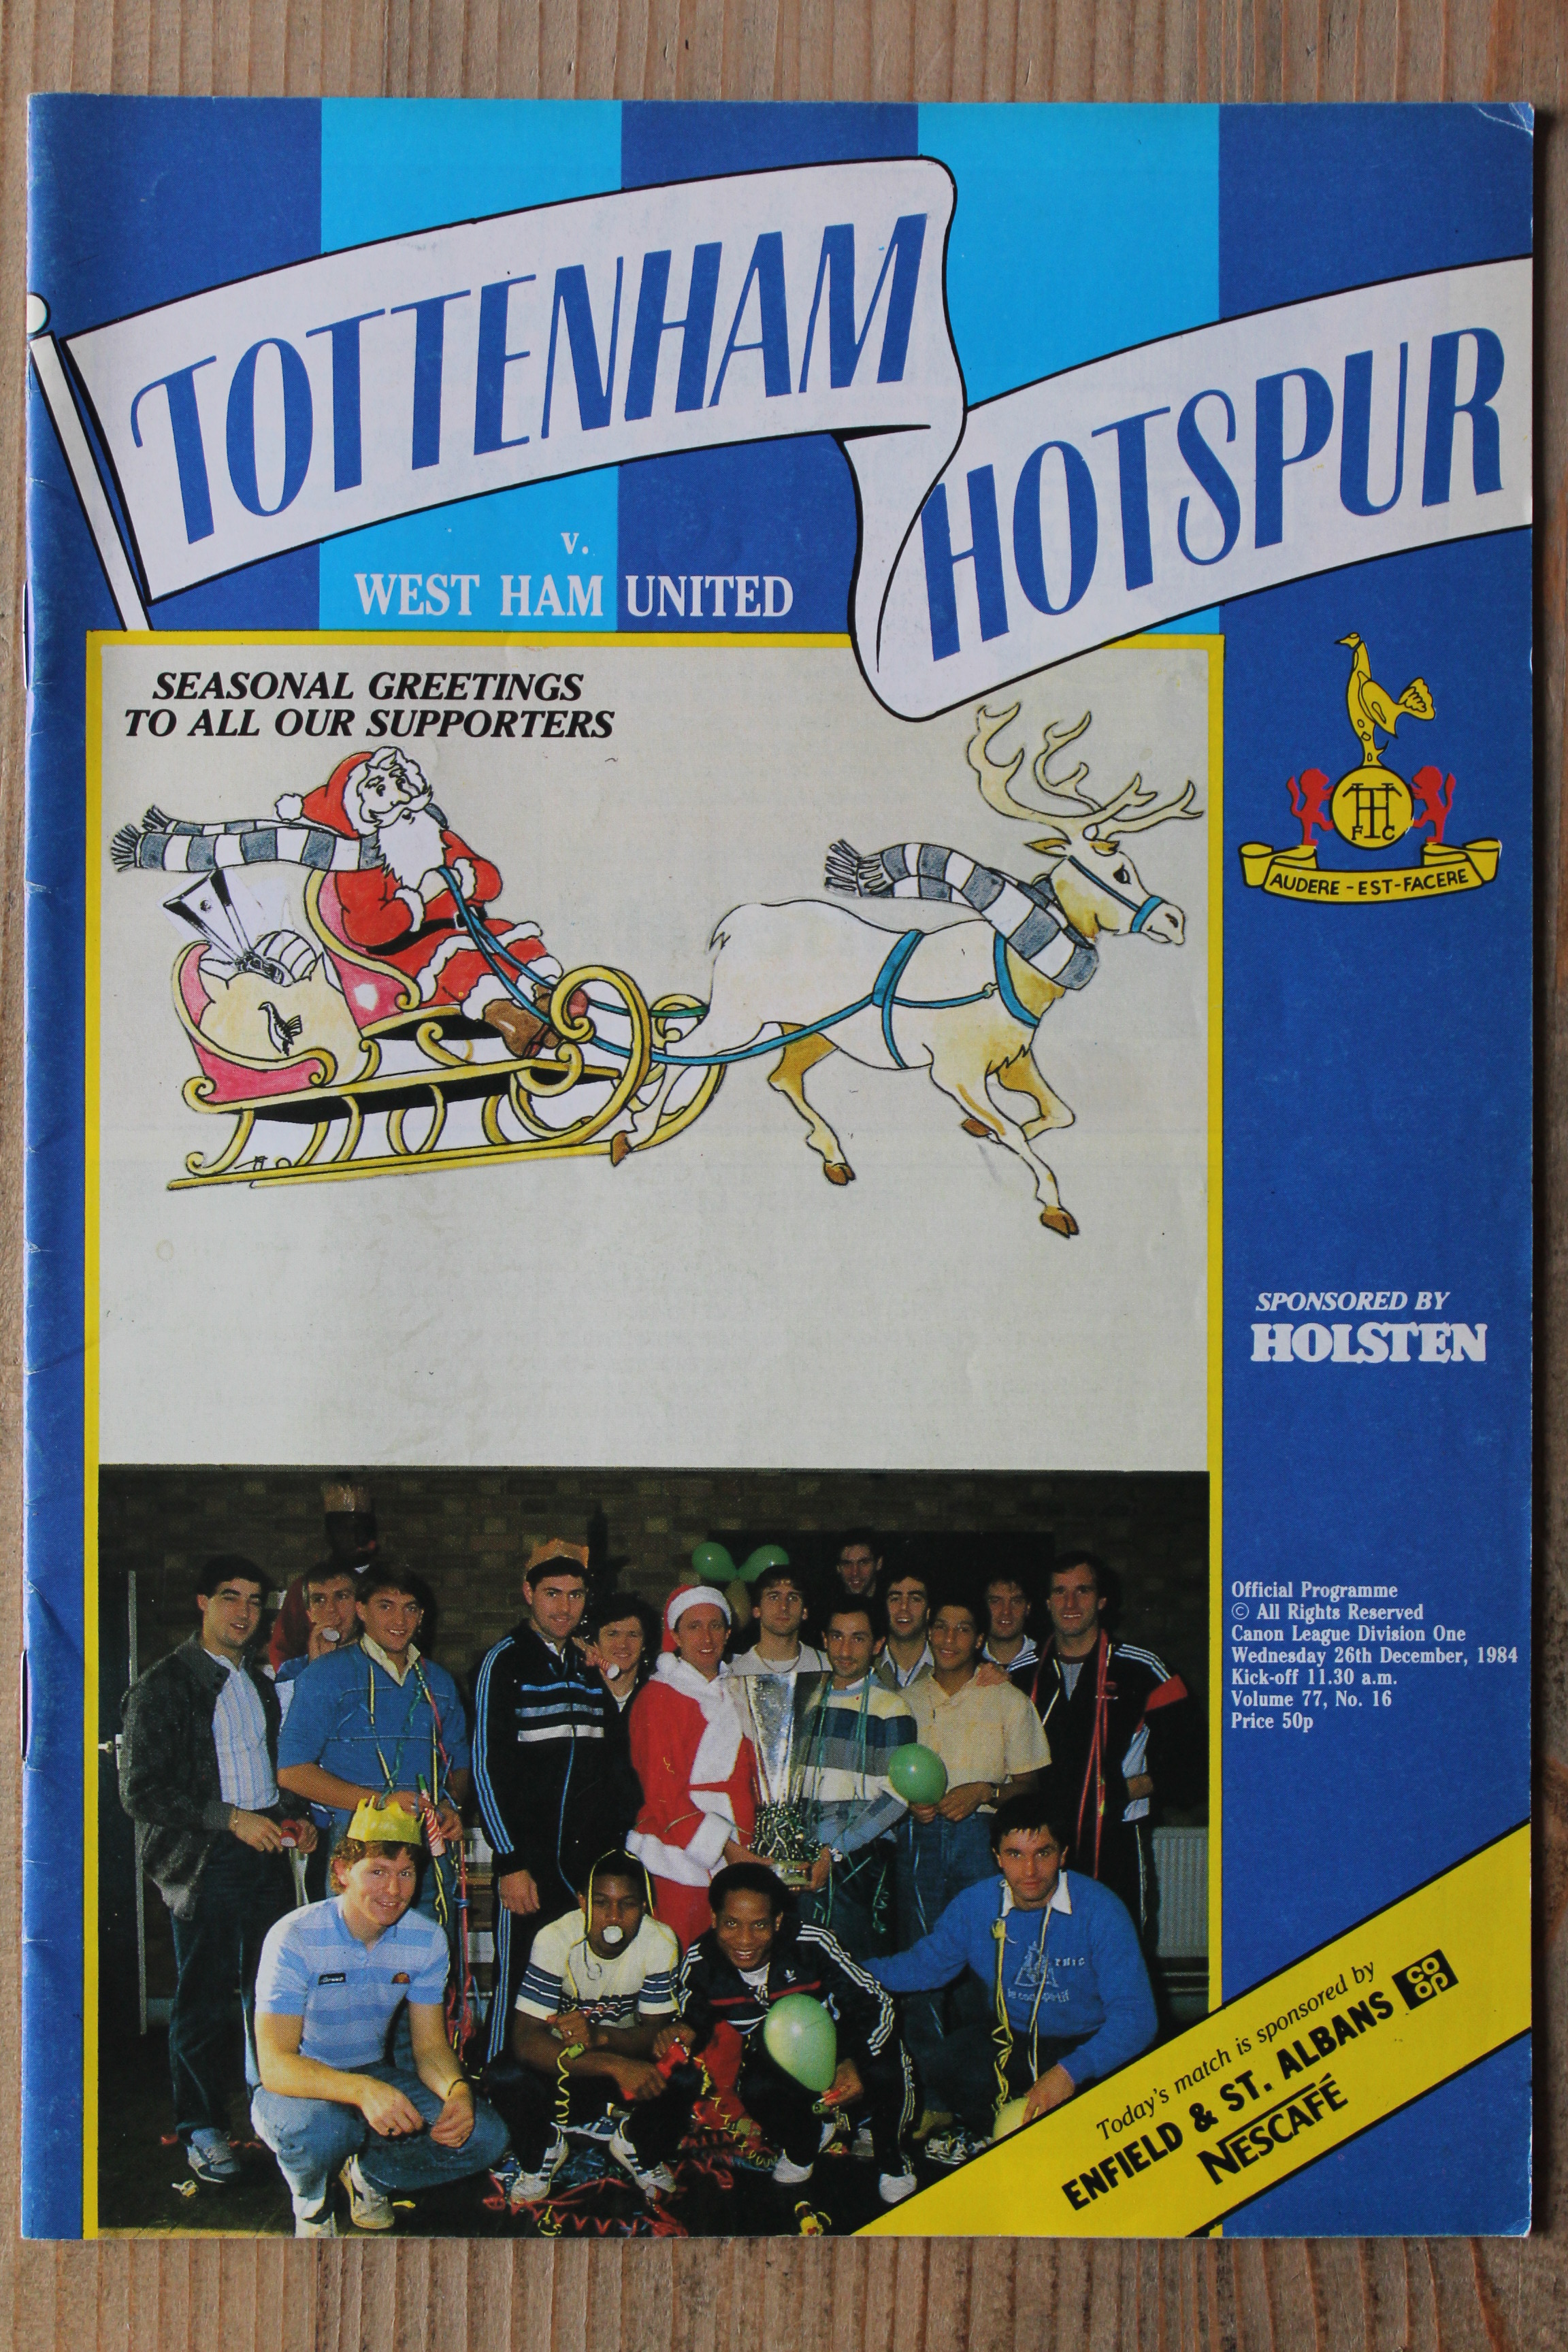 TOTTENHAM
HOTSPUR
v.
WEST HAM UNITED
SEASONAL GREETINGS
TO ALL OUR SUPPORTERS
THFC
AUDERE-EST-FACERE
SPONSORED BY
HOLSTEN
Official Programme
© All Rights Reserved
Canon League Division One
Wednesday 26th December, 1984
Kick-off 11.30 a.m.
Volume 77, No. 16
Price 50p
Today's match is sponsored by
ENFIELD & ST. ALBANS COOP
NESCAFÉ